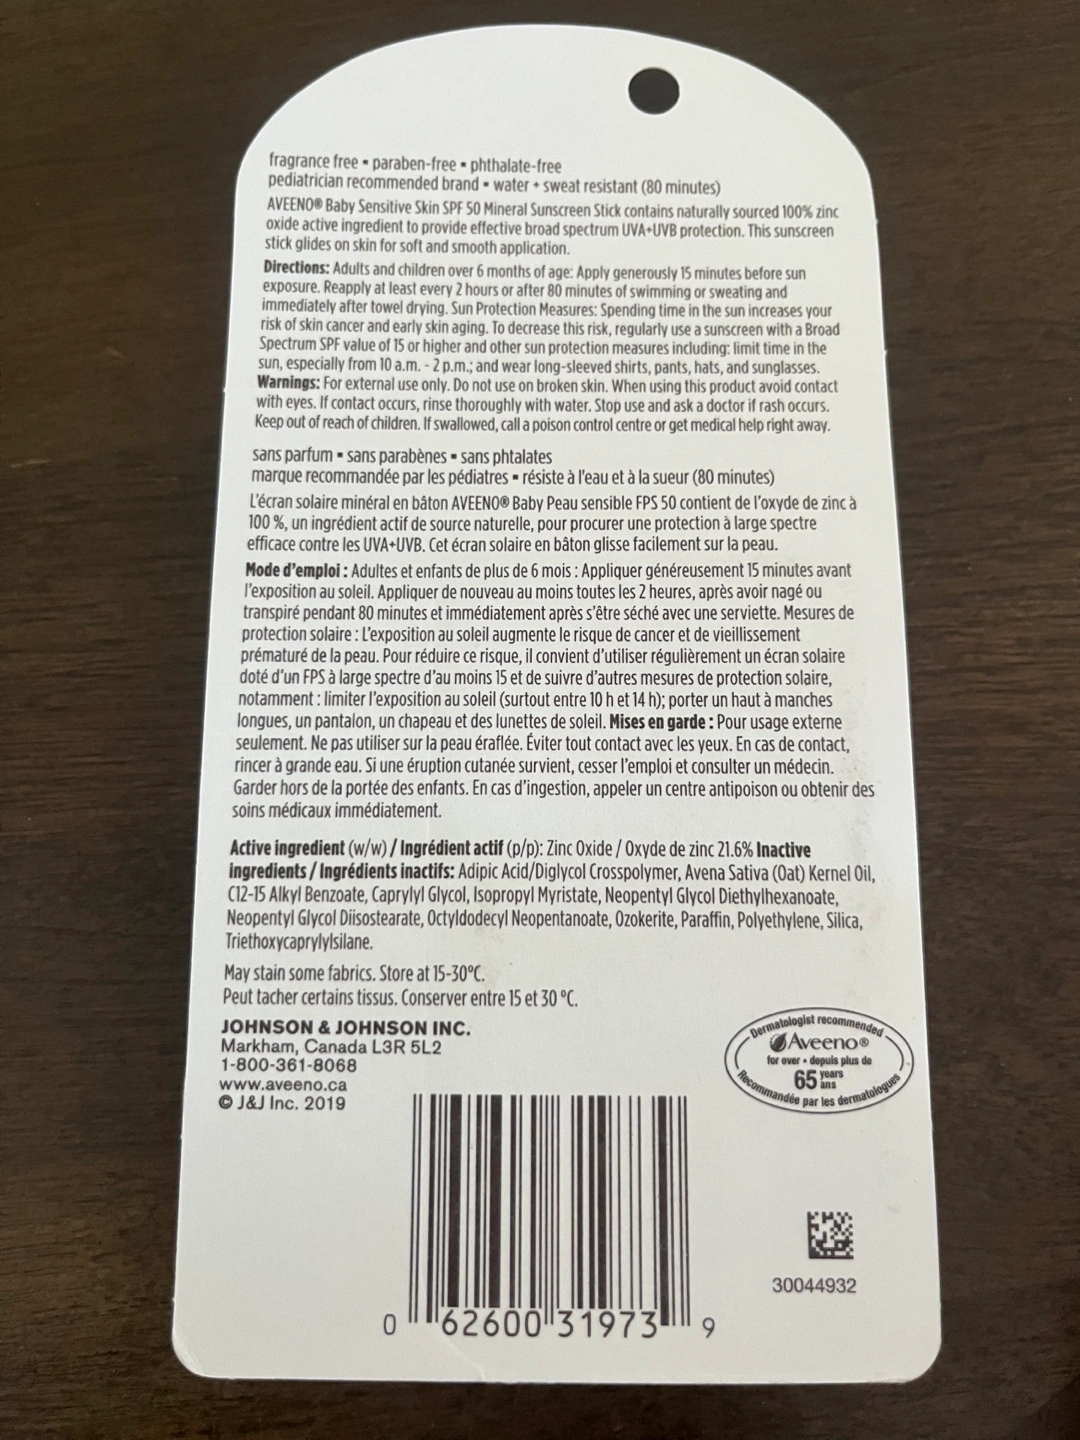 fragrance free ▪ paraben-free ▪ phthalate-free
pediatrician recommended brand ▪ water + sweat resistant (80 minutes)
AVEENO® Baby Sensitive Skin SPF 50 Mineral Sunscreen Stick contains naturally sourced 100% zinc
oxide active ingredient to provide effective broad spectrum UVA+UVB protection. This sunscreen
stick glides on skin for soft and smooth application.
Directions: Adults and children over 6 months of age: Apply generously 15 minutes before sun
exposure. Reapply at least every 2 hours or after 80 minutes of swimming or sweating and
immediately after towel drying. Sun Protection Measures: Spending time in the sun increases your
risk of skin cancer and early skin aging. To decrease this risk, regularly use a sunscreen with a Broad
Spectrum SPF value of 15 or higher and other sun protection measures including: limit time in the
sun, especially from 10 a.m. - 2 p.m.; and wear long-sleeved shirts, pants, hats, and sunglasses.
Warnings: For external use only. Do not use on broken skin. When using this product avoid contact
with eyes. If contact occurs, rinse thoroughly with water. Stop use and ask a doctor if rash occurs.
Keep out of reach of children. If swallowed, call a poison control centre or get medical help right away.
sans parfum ▪ sans parabènes ▪ sans phtalates
marque recommandée par les pédiatres ▪ résiste à l'eau et à la sueur (80 minutes)
L'écran solaire minéral en bâton AVEENO® Baby Peau sensible FPS 50 contient de l'oxyde de zinc à
100 %, un ingrédient actif de source naturelle, pour procurer une protection à large spectre
efficace contre les UVA+UVB. Cet écran solaire en bâton glisse facilement sur la peau.
Mode d'emploi : Adultes et enfants de plus de 6 mois : Appliquer généreusement 15 minutes avant
l'exposition au soleil. Appliquer de nouveau au moins toutes les 2 heures, après avoir nagé ou
transpiré pendant 80 minutes et immédiatement après s'être séché avec une serviette. Mesures de
protection solaire : L'exposition au soleil augmente le risque de cancer et de vieillissement
prématuré de la peau. Pour réduire ce risque, il convient d'utiliser régulièrement un écran solaire
doté d'un FPS à large spectre d'au moins 15 et de suivre d'autres mesures de protection solaire,
notamment : limiter l'exposition au soleil (surtout entre 10 h et 14 h); porter un haut à manches
longues, un pantalon, un chapeau et des lunettes de soleil. Mises en garde : Pour usage externe
seulement. Ne pas utiliser sur la peau éraflée. Éviter tout contact avec les yeux. En cas de contact,
rincer à grande eau. Si une éruption cutanée survient, cesser l'emploi et consulter un médecin.
Garder hors de la portée des enfants. En cas d'ingestion, appeler un centre antipoison ou obtenir des
soins médicaux immédiatement.
Active ingredient (w/w) / Ingrédient actif (p/p): Zinc Oxide / Oxyde de zinc 21.6% Inactive
ingredients / Ingrédients inactifs: Adipic Acid/Diglycol Crosspolymer, Avena Sativa (Oat) Kernel Oil,
C12-15 Alkyl Benzoate, Caprylyl Glycol, Isopropyl Myristate, Neopentyl Glycol Diethylhexanoate,
Neopentyl Glycol Diisostearate, Octyldodecyl Neopentanoate, Ozokerite, Paraffin, Polyethylene, Silica,
Triethoxycaprylylsilane.
May stain some fabrics. Store at 15-30°C.
Peut tacher certains tissus. Conserver entre 15 et 30 °C.
JOHNSON & JOHNSON INC.
Markham, Canada L3R 5L2
1-800-361-8068
www.aveeno.ca
© J&J Inc. 2019
Dermatologist recommended
Aveeno®
for over • depuis plus de
65 years
ans
Recommandée par les dermatologues
30044932
0 62600 31973 9